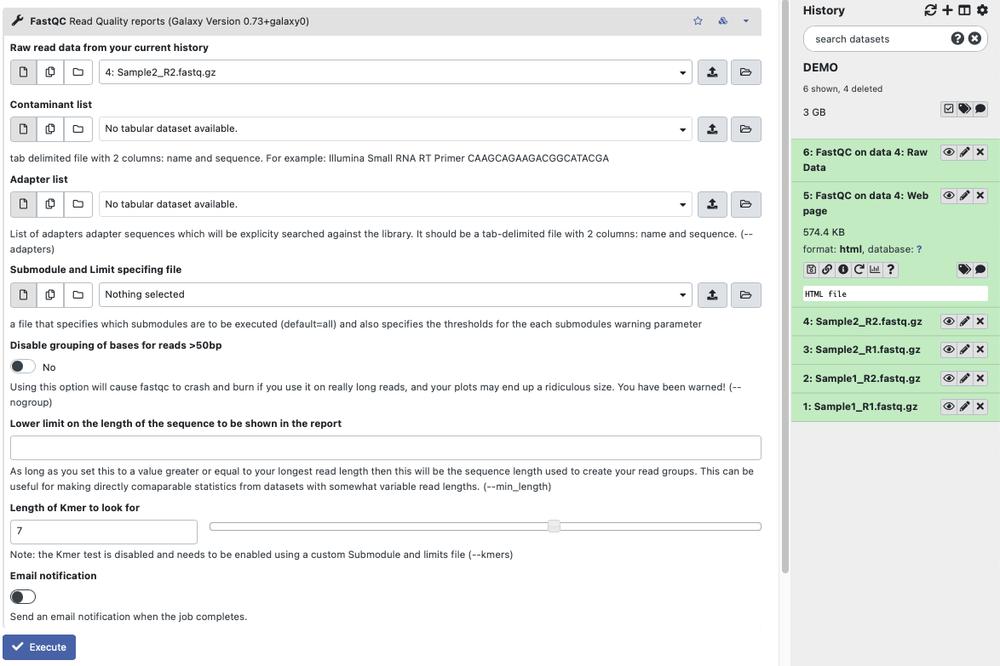 FastQC Read Quality reports (Galaxy Version 0.73+galaxy0)
Raw read data from your current history
4: Sample2_R2.fastq.gz
Contaminant list
No tabular dataset available.
tab delimited file with 2 columns: name and sequence. For example: Illumina Small RNA RT Primer CAAGCAGAAGACGGCATACGA
Adapter list
No tabular dataset available.
List of adapters adapter sequences which will be explicity searched against the library. It should be a tab-delimited file with 2 columns: name and sequence. (--
adapters)
Submodule and Limit specifing file
Nothing selected
a file that specifies which submodules are to be executed (default=all) and also specifies the thresholds for the each submodules warning parameter
Disable grouping of bases for reads >50bp
No
Using this option will cause fastqc to crash and burn if you use it on really long reads, and your plots may end up a ridiculous size. You have been warned! (--
nogroup)
Lower limit on the length of the sequence to be shown in the report
As long as you set this to a value greater or equal to your longest read length then this will be the sequence length used to create your read groups. This can be
useful for making directly comaparable statistics from datasets with somewhat variable read lengths. (--min_length)
Length of Kmer to look for
7
Note: the Kmer test is disabled and needs to be enabled using a custom Submodule and limits file (--kmers)
Email notification
Send an email notification when the job completes.
Execute
History
search datasets
DEMO
6 shown, 4 deleted
3 GB
6: FastQC on data 4: Raw
Data
5: FastQC on data 4: Web
page
574.4 KB
format: html, database: ?
HTML file
4: Sample2_R2.fastq.gz
3: Sample2_R1.fastq.gz
2: Sample1_R2.fastq.gz
1: Sample1_R1.fastq.gz